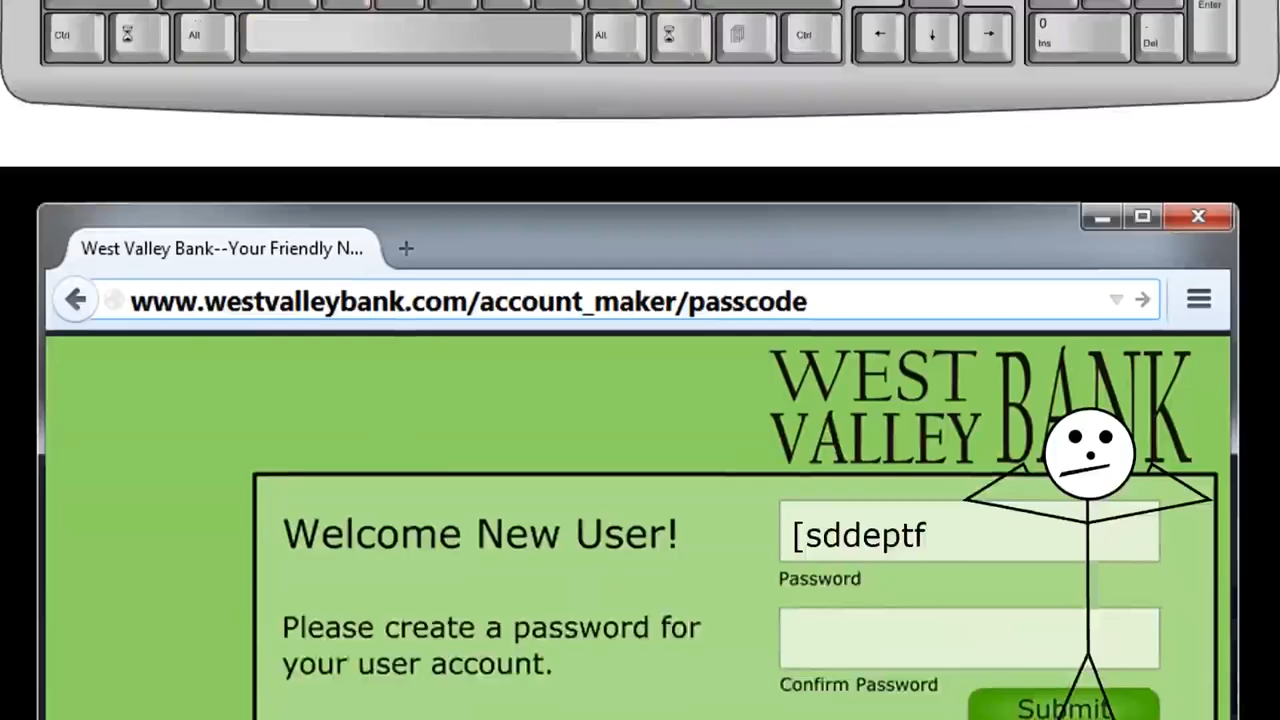 Enter
Ctrl Alt Alt Ctrl 0 Ins . Del
West Valley Bank--Your Friendly N...
www.westvalleybank.com/account_maker/passcode
WEST VALLEY BANK
Welcome New User!
[sddeptf
Password
Please create a password for
your user account.
Confirm Password
Submit